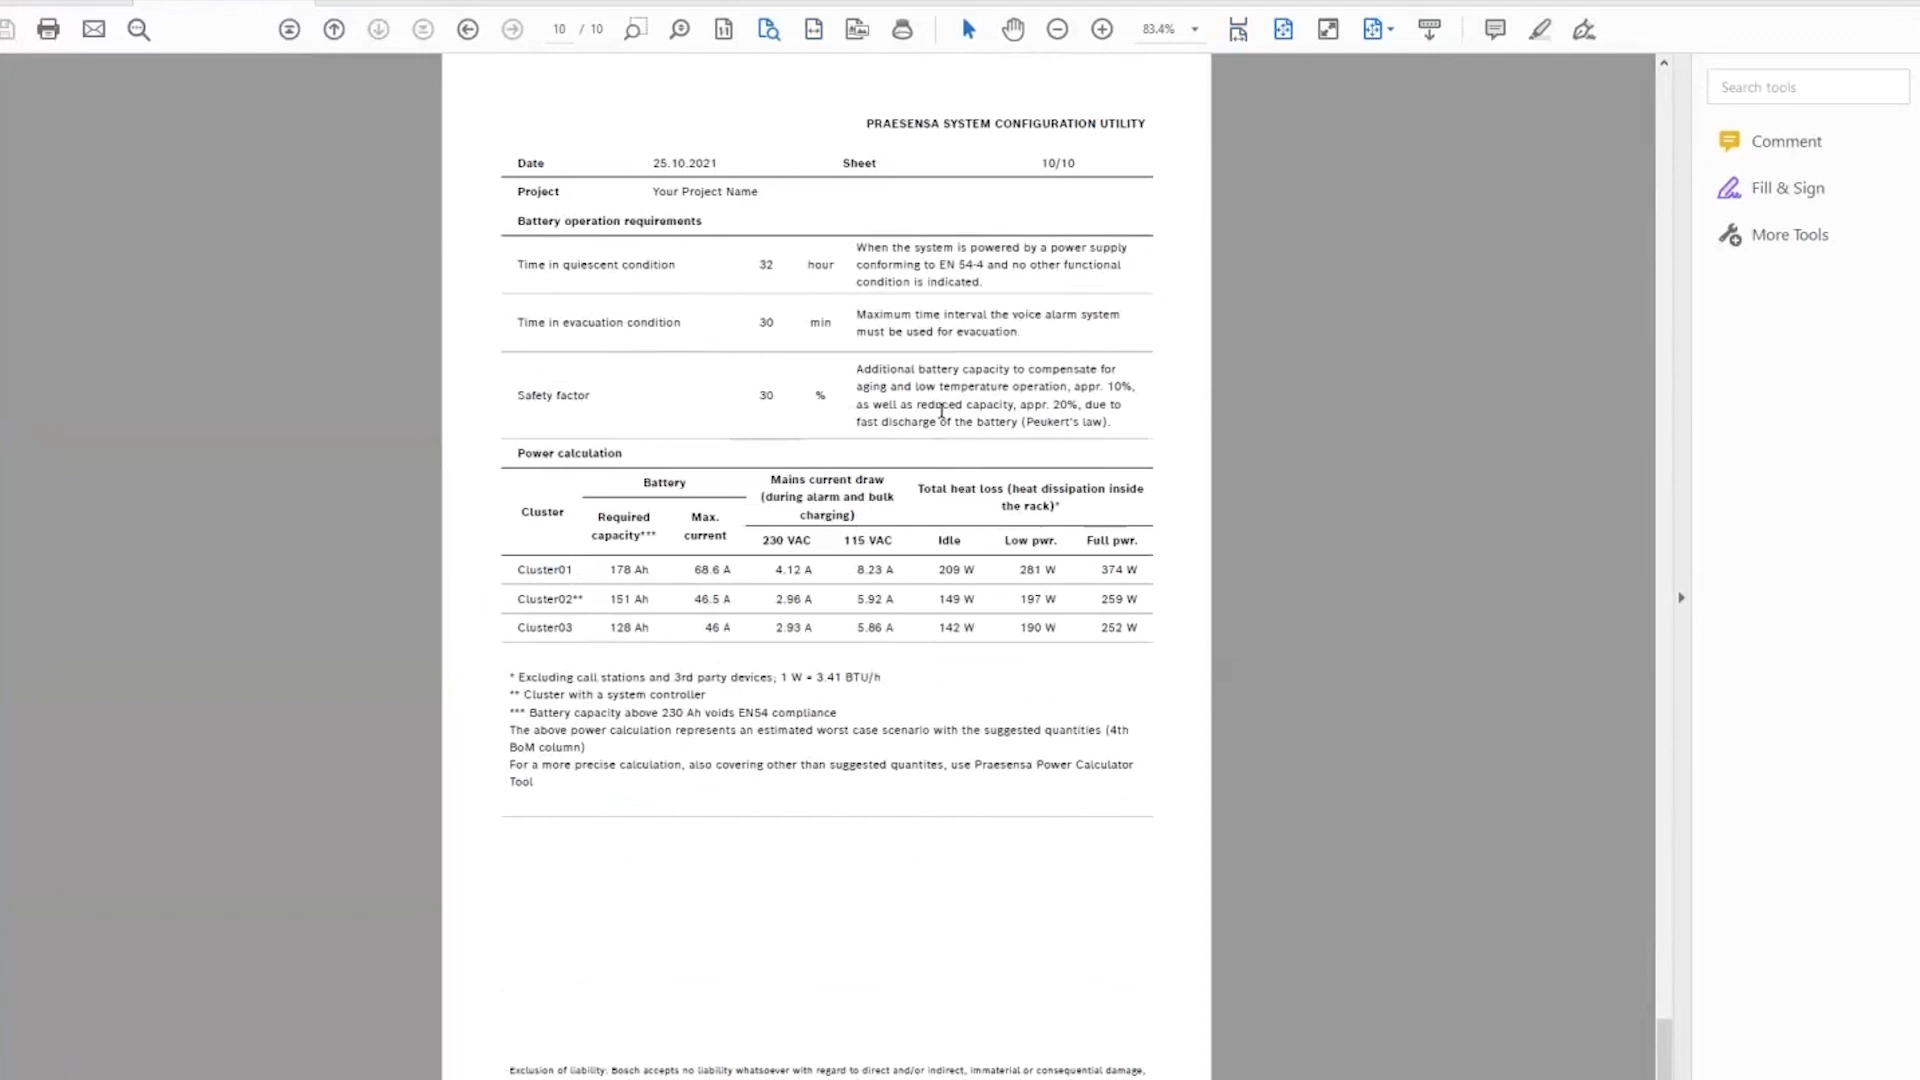 10 / 10
83.4%
Search tools
Comment
Fill & Sign
More Tools
PRAESENSA SYSTEM CONFIGURATION UTILITY
Date 25.10.2021 Sheet 10/10
Project Your Project Name
Battery operation requirements
Time in quiescent condition 32 hour
When the system is powered by a power supply
conforming to EN 54-4 and no other functional
condition is indicated.
Time in evacuation condition 30 min
Maximum time interval the voice alarm system
must be used for evacuation.
Safety factor 30 %
Additional battery capacity to compensate for
aging and low temperature operation, appr. 10%,
as well as reduced capacity, appr. 20%, due to
fast discharge of the battery (Peukert's law).
Power calculation
Cluster
Battery
Required
capacity***
Max.
current
Mains current draw
(during alarm and bulk
charging)
230 VAC 115 VAC
Total heat loss (heat dissipation inside
the rack)*
Idle Low pwr. Full pwr.
Cluster01 178 Ah 68.6 A 4.12 A 8.23 A 209 W 281 W 374 W
Cluster02** 151 Ah 46.5 A 2.96 A 5.92 A 149 W 197 W 259 W
Cluster03 128 Ah 46 A 2.93 A 5.86 A 142 W 190 W 252 W
* Excluding call stations and 3rd party devices; 1 W = 3.41 BTU/h
** Cluster with a system controller
*** Battery capacity above 230 Ah voids EN54 compliance
The above power calculation represents an estimated worst case scenario with the suggested quantities (4th
BoM column)
For a more precise calculation, also covering other than suggested quantites, use Praesensa Power Calculator
Tool
Exclusion of liability: Bosch accepts no liability whatsoever with regard to direct and/or indirect, immaterial or consequential damage,